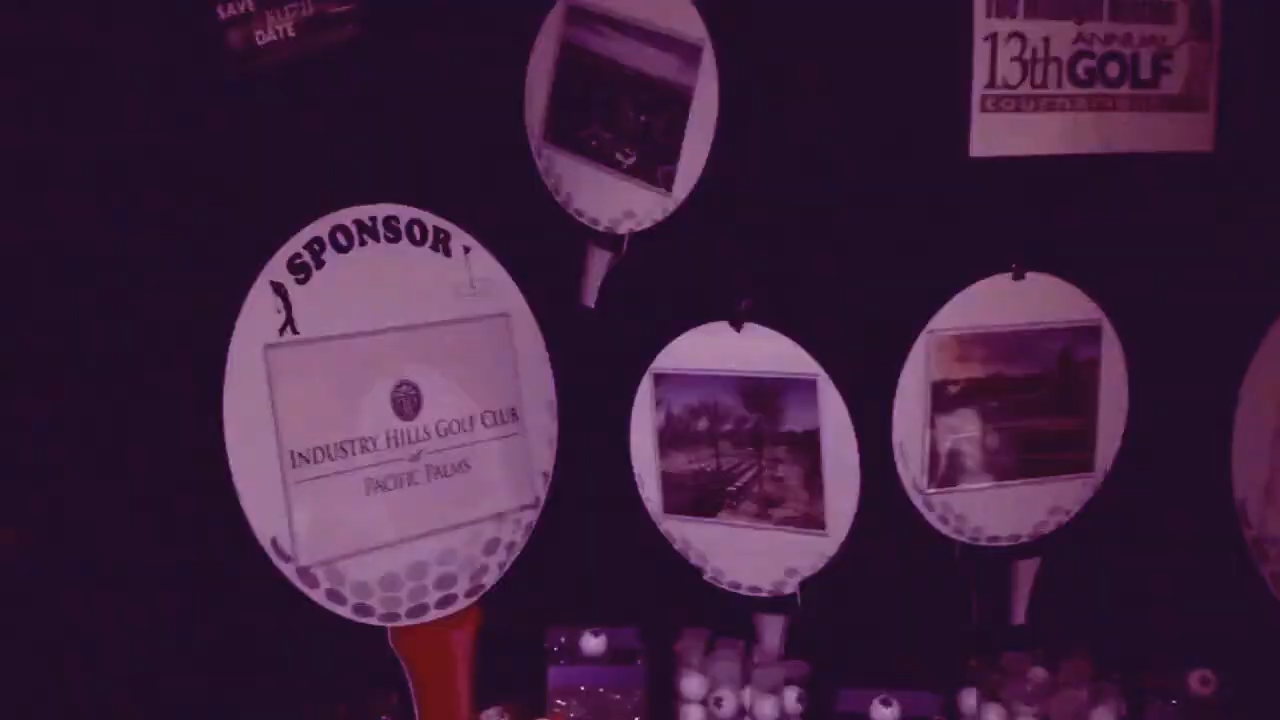 SAVE
DATE
13th ANNUAL
GOLF
SPONSOR
INDUSTRY HILLS GOLF CLUB
at
PACIFIC PALMS